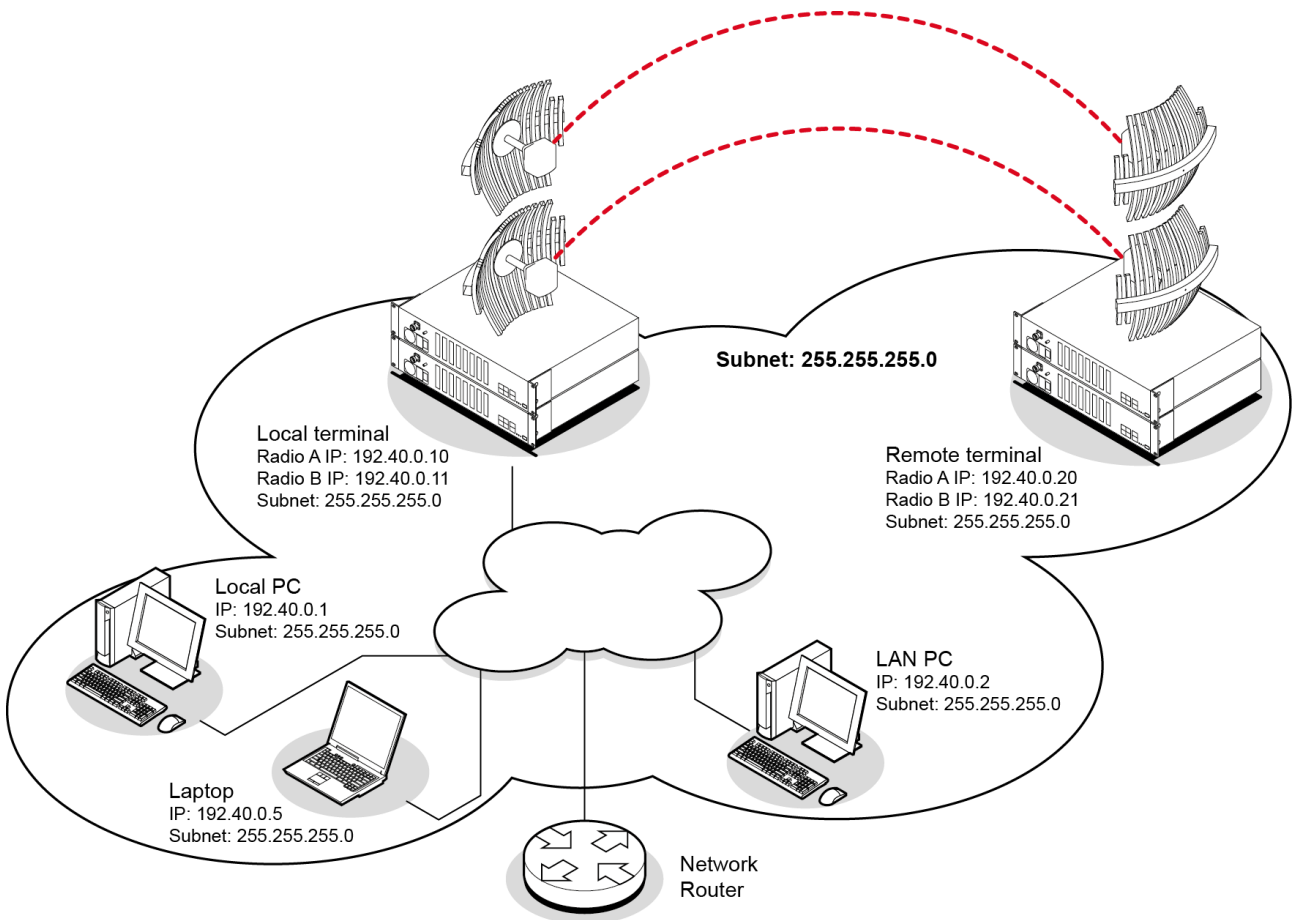 Subnet: 255.255.255.0
Local terminal
Radio A IP: 192.40.0.10
Radio B IP: 192.40.0.11
Subnet: 255.255.255.0
Remote terminal
Radio A IP: 192.40.0.20
Radio B IP: 192.40.0.21
Subnet: 255.255.255.0
Local PC
IP: 192.40.0.1
Subnet: 255.255.255.0
LAN PC
IP: 192.40.0.2
Subnet: 255.255.255.0
Laptop
IP: 192.40.0.5
Subnet: 255.255.255.0
Network
Router